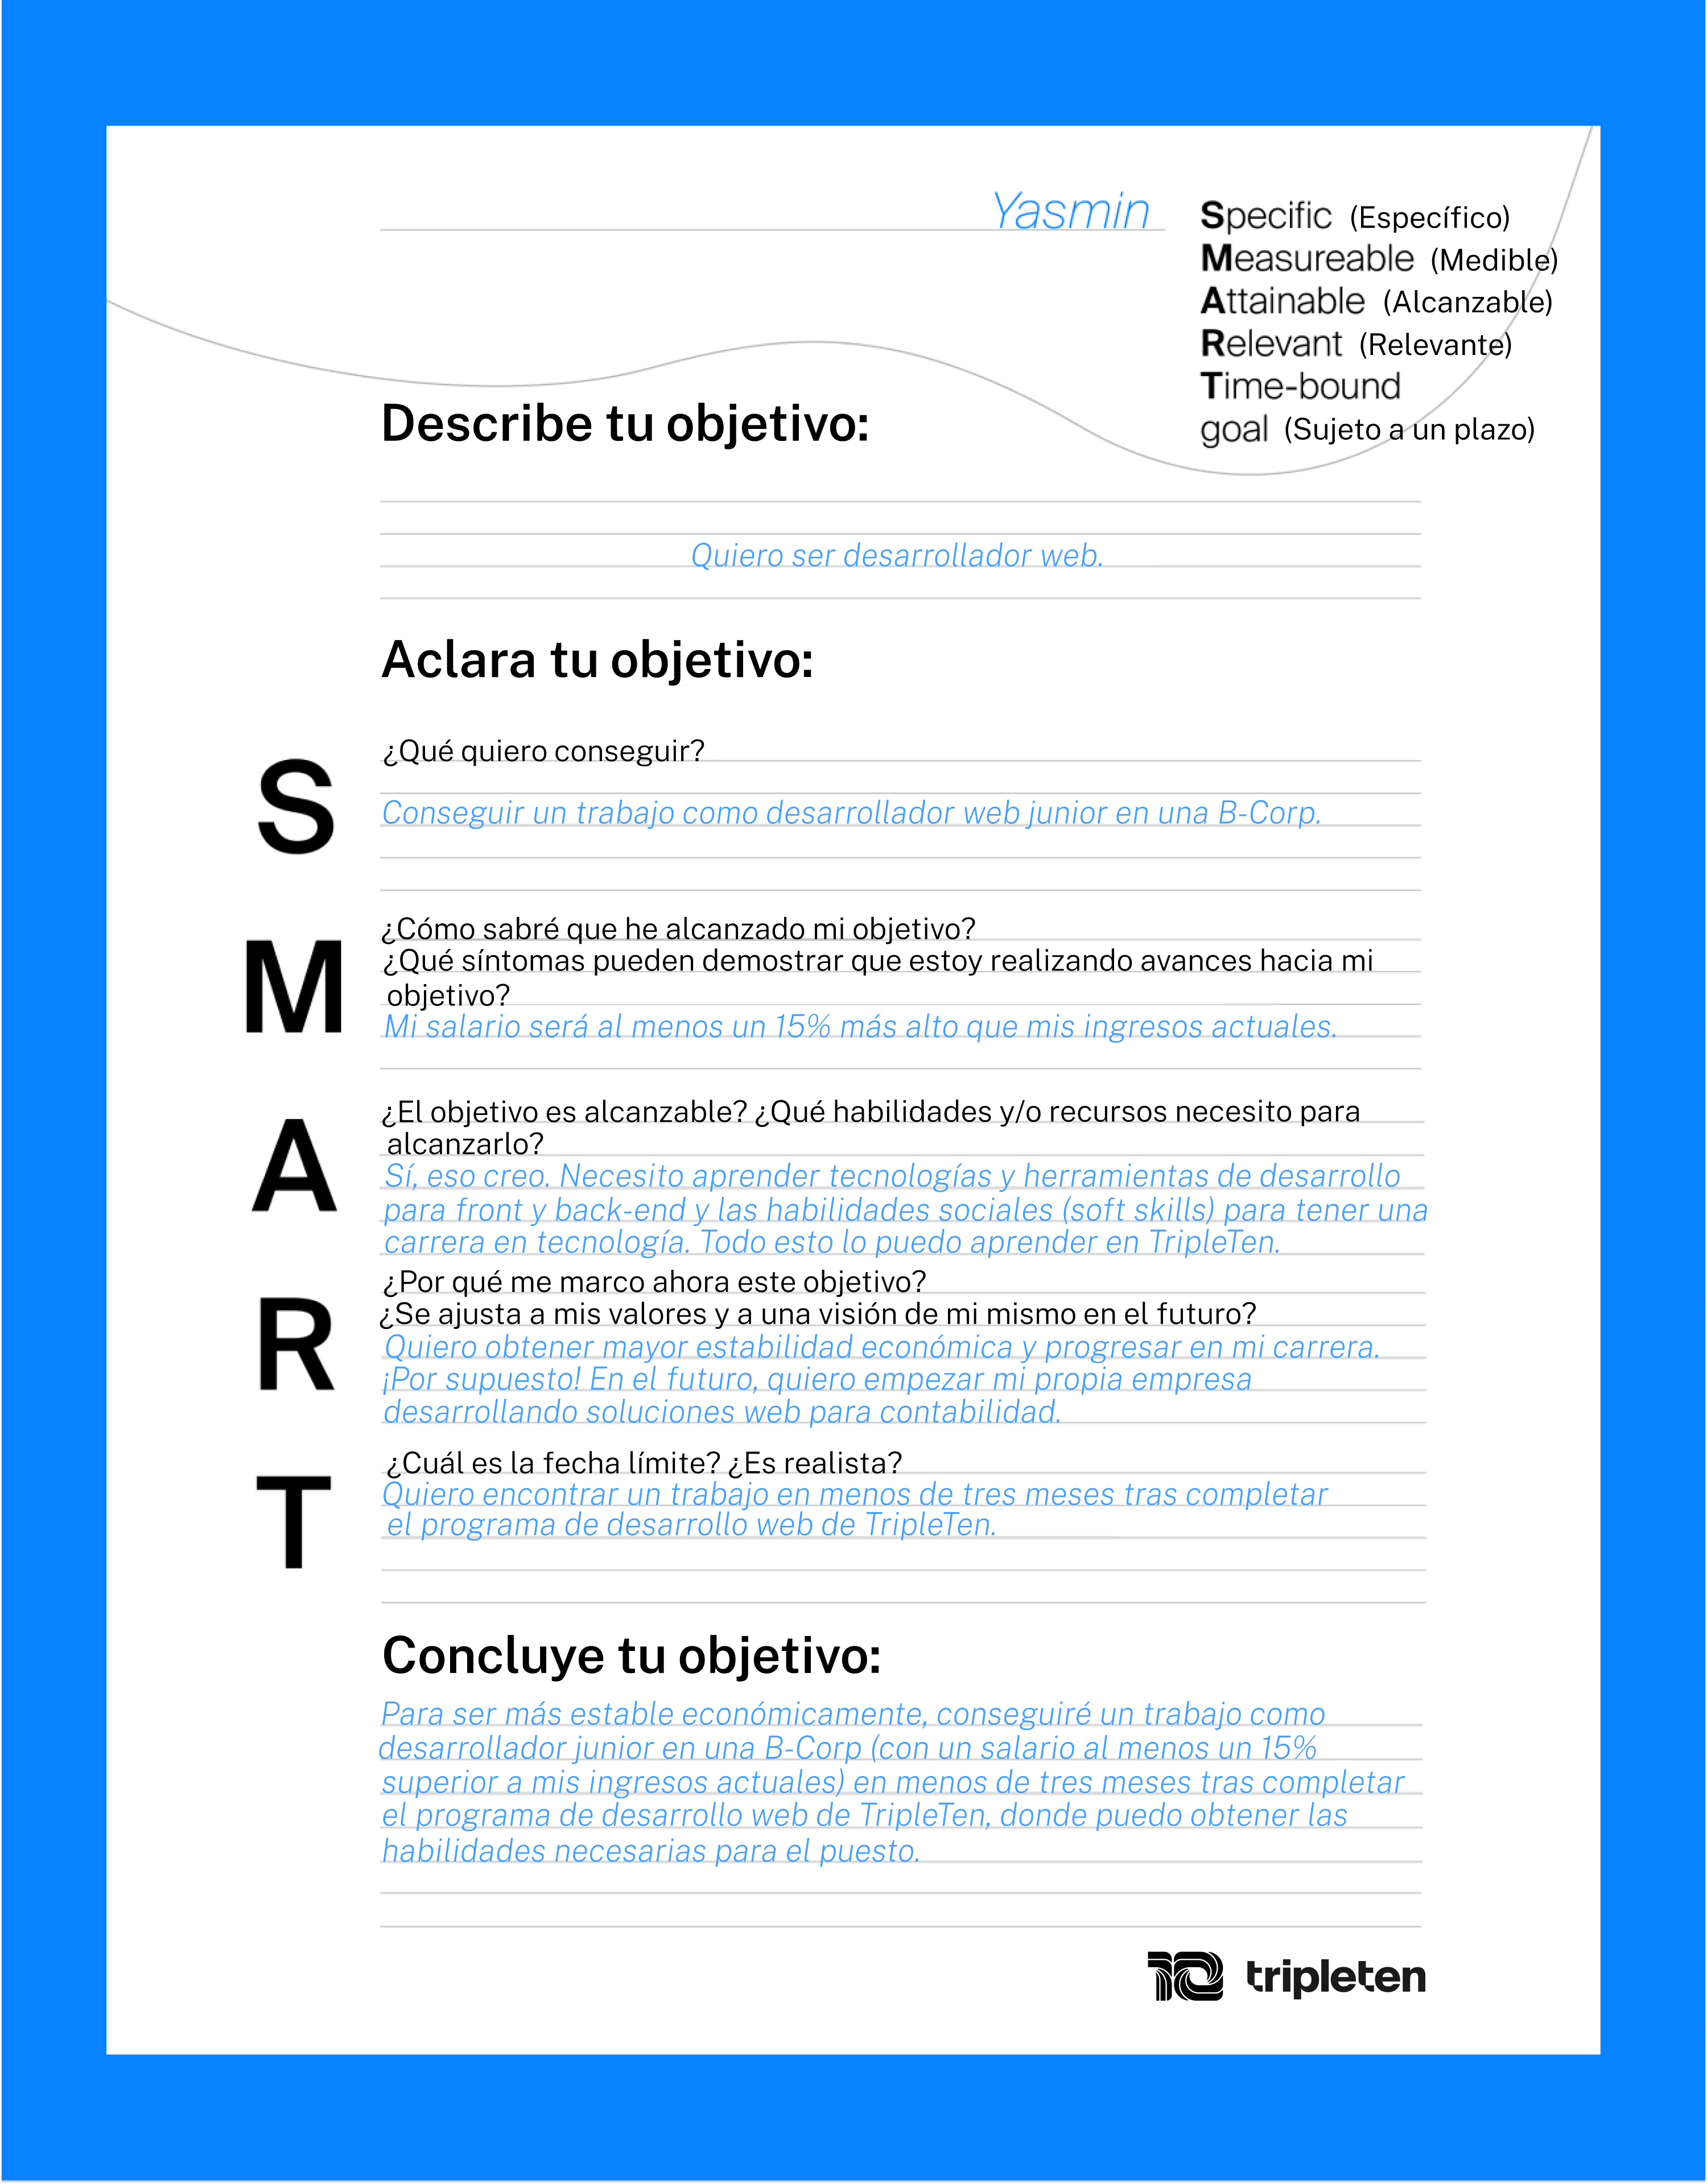 Yasmin
Specific (Específico)
Measureable (Medible)
Attainable (Alcanzable)
Relevant (Relevante)
Time-bound
goal (Sujeto a un plazo)
Describe tu objetivo:
Quiero ser desarrollador web.
Aclara tu objetivo:
S
¿Qué quiero conseguir?
Conseguir un trabajo como desarrollador web junior en una B-Corp.
M
¿Cómo sabré que he alcanzado mi objetivo?
¿Qué síntomas pueden demostrar que estoy realizando avances hacia mi
objetivo?
Mi salario será al menos un 15% más alto que mis ingresos actuales.
A
¿El objetivo es alcanzable? ¿Qué habilidades y/o recursos necesito para
alcanzarlo?
Sí, eso creo. Necesito aprender tecnologías y herramientas de desarrollo
para front y back-end y las habilidades sociales (soft skills) para tener una
carrera en tecnología. Todo esto lo puedo aprender en TripleTen.
R
¿Por qué me marco ahora este objetivo?
¿Se ajusta a mis valores y a una visión de mi mismo en el futuro?
Quiero obtener mayor estabilidad económica y progresar en mi carrera.
¡Por supuesto! En el futuro, quiero empezar mi propia empresa
desarrollando soluciones web para contabilidad.
T
¿Cuál es la fecha límite? ¿Es realista?
Quiero encontrar un trabajo en menos de tres meses tras completar
el programa de desarrollo web de TripleTen.
Concluye tu objetivo:
Para ser más estable económicamente, conseguiré un trabajo como
desarrollador junior en una B-Corp (con un salario al menos un 15%
superior a mis ingresos actuales) en menos de tres meses tras completar
el programa de desarrollo web de TripleTen, donde puedo obtener las
habilidades necesarias para el puesto.
10 tripleten